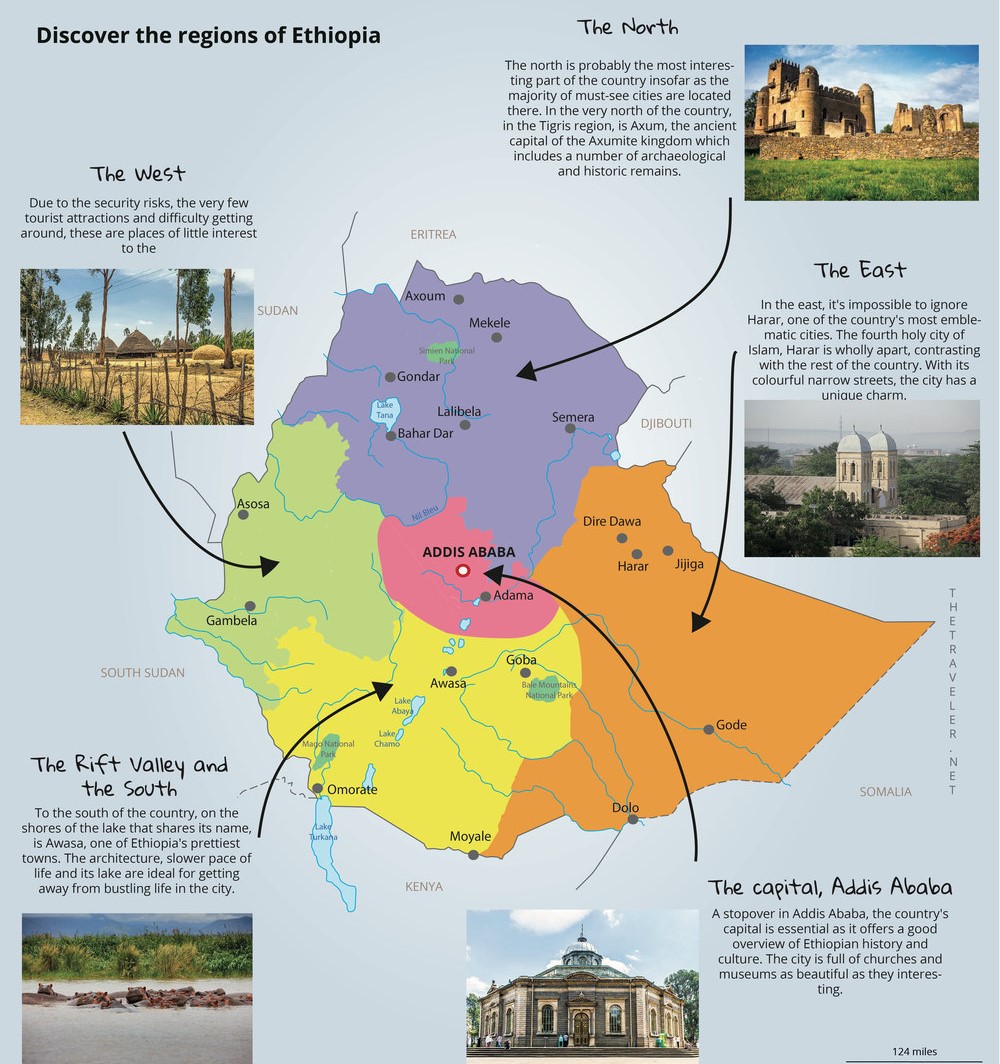 Discover the regions of Ethiopia
The North
The north is probably the most interes-
ting part of the country insofar as the
majority of must-see cities are located
there. In the very north of the country,
in the Tigris region, is Axum, the ancient
capital of the Axumite kingdom which
includes a number of archaeological
and historic remains.
The West
Due to the security risks, the very few
tourist attractions and difficulty getting
around, these are places of little interest
to the
The East
In the east, it's impossible to ignore
Harar, one of the country's most emble-
matic cities. The fourth holy city of
Islam, Harar is wholly apart, contrasting
with the rest of the country. With its
colourful narrow streets, the city has a
unique charm.
ERITREA
SUDAN
DJIBOUTI
SOUTH SUDAN
SOMALIA
KENYA
Axoum
Mekele
Simien National
Park
Gondar
Lake
Tana
Lalibela
Bahar Dar
Semera
Asosa
Nil Bleu
Dire Dawa
ADDIS ABABA
Harar
Jijiga
Adama
Gambela
Goba
Awasa
Bale Mountains
National Park
Lake
Abaya
Lake
Chamo
Gode
Mago National
Park
Omorate
Dolo
Lake
Turkana
Moyale
THETRAVELER.NET
The Rift Valley and
the South
To the south of the country, on the
shores of the lake that shares its name,
is Awasa, one of Ethiopia's prettiest
towns. The architecture, slower pace of
life and its lake are ideal for getting
away from bustling life in the city.
The capital, Addis Ababa
A stopover in Addis Ababa, the country's
capital is essential as it offers a good
overview of Ethiopian history and
culture. The city is full of churches and
museums as beautiful as they interes-
ting.
124 miles